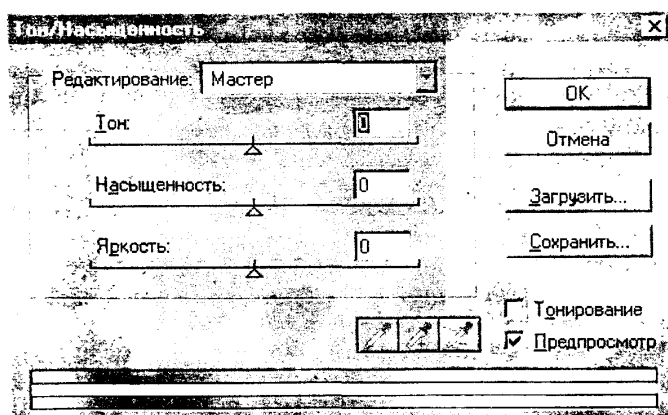 Тон/Насыщенность
Редактирование: Мастер
Тон: 0
Насыщенность: 0
Яркость: 0
OK
Отмена
Загрузить...
Сохранить...
Тонирование
Предпросмотр